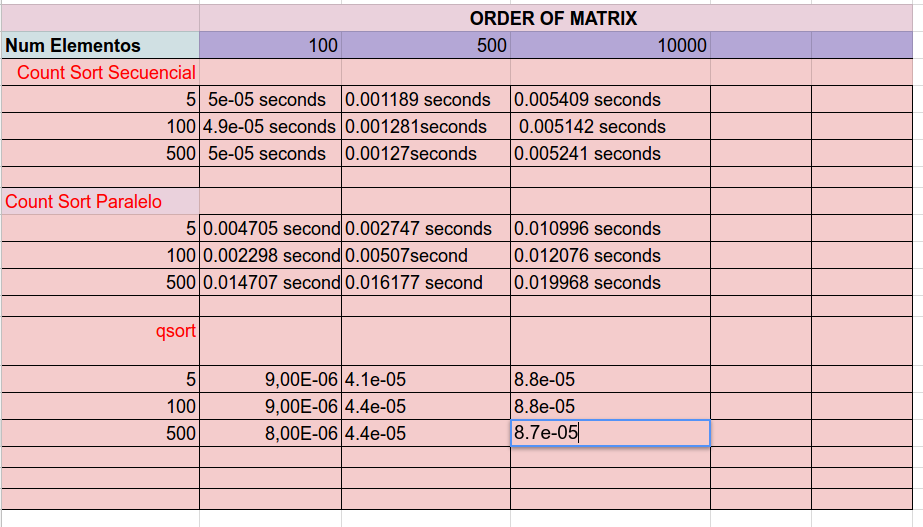 ORDER OF MATRIX
Num Elementos 100 500 10000
Count Sort Secuencial
5 5e-05 seconds 0.001189 seconds 0.005409 seconds
100 4.9e-05 seconds 0.001281seconds 0.005142 seconds
500 5e-05 seconds 0.00127seconds 0.005241 seconds
Count Sort Paralelo
5 0.004705 second 0.002747 seconds 0.010996 seconds
100 0.002298 second 0.00507second 0.012076 seconds
500 0.014707 second 0.016177 second 0.019968 seconds
qsort
5 9,00E-06 4.1e-05 8.8e-05
100 9,00E-06 4.4e-05 8.8e-05
500 8,00E-06 4.4e-05 8.7e-05